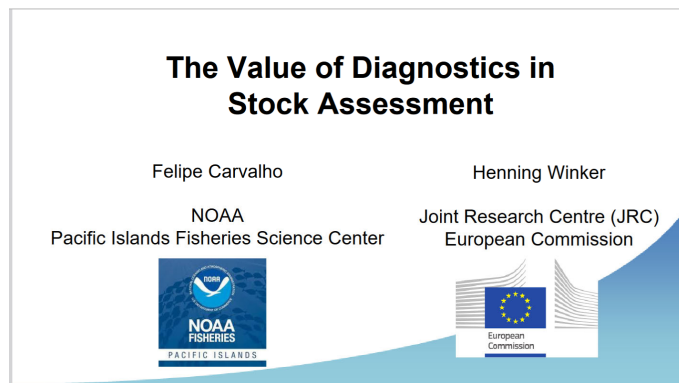 The Value of Diagnostics in
Stock Assessment
Felipe Carvalho
NOAA
Pacific Islands Fisheries Science Center
Henning Winker
Joint Research Centre (JRC)
European Commission
NOAA
NOAA
FISHERIES
PACIFIC ISLANDS
European
Commission